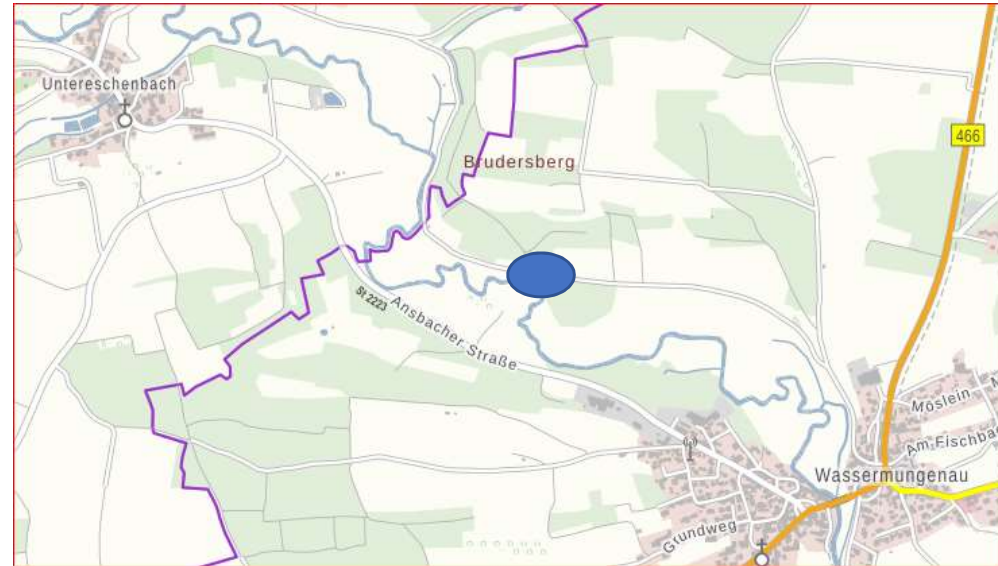 Untereschenbach
466
Brudersberg
St 2223
Ansbacher Straße
Möslein
Am Fischbac
Wassermungenau
Grundweg